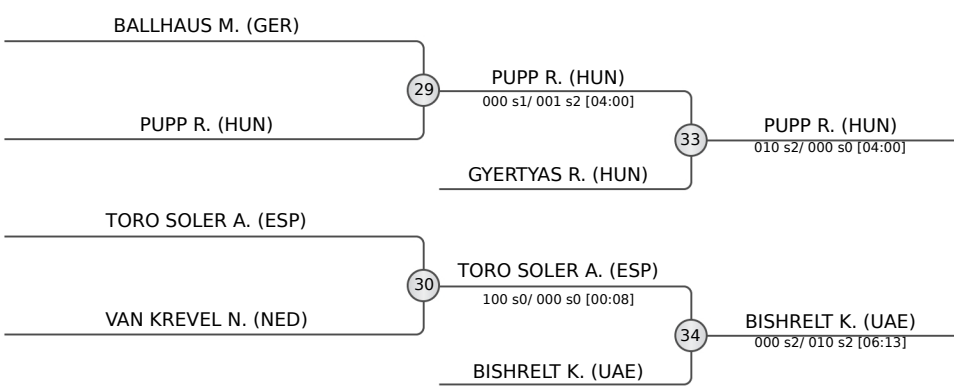 BALLHAUS M. (GER)
29
PUPP R. (HUN)
PUPP R. (HUN)
000 s1/ 001 s2 [04:00]
33
GYERTYAS R. (HUN)
PUPP R. (HUN)
010 s2/ 000 s0 [04:00]
TORO SOLER A. (ESP)
30
VAN KREVEL N. (NED)
TORO SOLER A. (ESP)
100 s0/ 000 s0 [00:08]
34
BISHRELT K. (UAE)
BISHRELT K. (UAE)
000 s2/ 010 s2 [06:13]